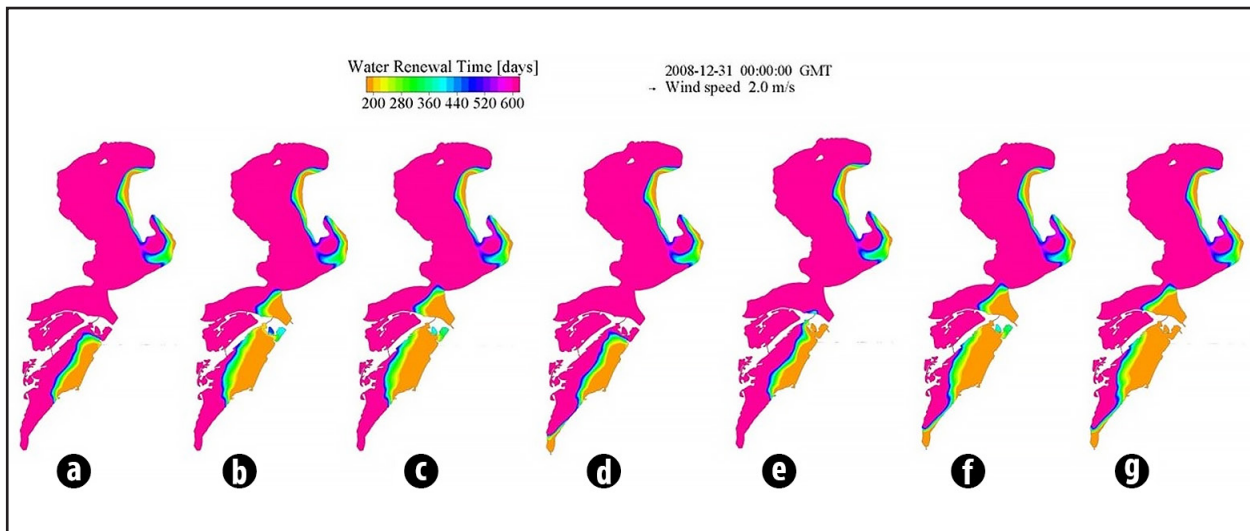 Water Renewal Time [days]
200 280 360 440 520 600
2008-12-31 00:00:00 GMT
Wind speed 2.0 m/s
a b c d e f g